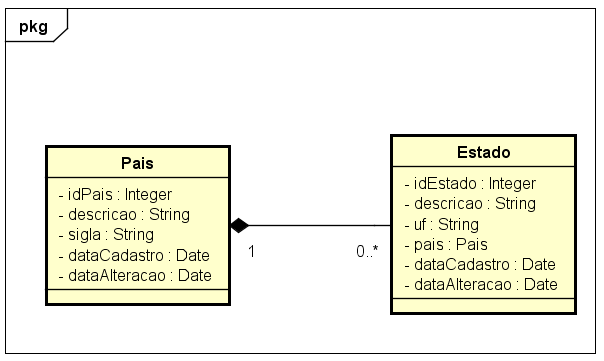 pkg
Pais
- idPais : Integer
- descricao : String
- sigla : String
- dataCadastro : Date
- dataAlteracao : Date
1
0..*
Estado
- idEstado : Integer
- descricao : String
- uf : String
- pais : Pais
- dataCadastro : Date
- dataAlteracao : Date